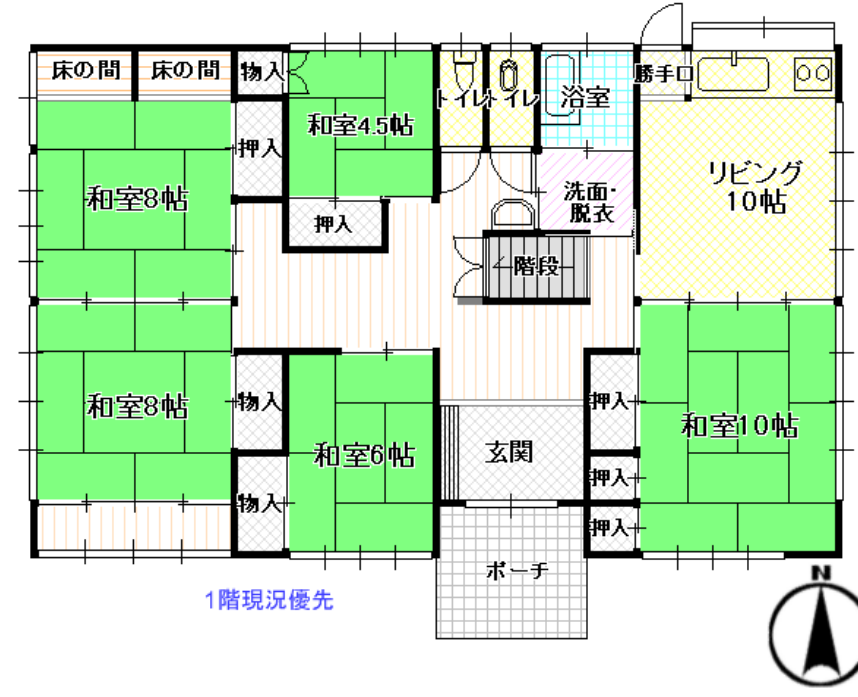 床の間
床の間
物入
トイレ
トイレ
浴室
勝手口
和室4.5帖
押入
和室8帖
押入
洗面・
脱衣
リビング
10帖
階段
和室8帖
物入
和室6帖
物入
玄関
押入
押入
押入
和室10帖
ポーチ
1階現況優先
N